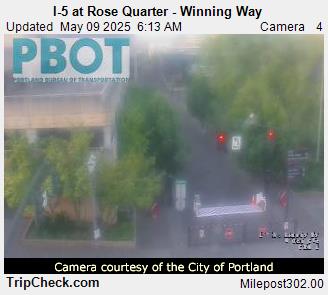 I-5 at Rose Quarter - Winning Way
Updated May 09 2025 6:13 AM Camera 4
PBOT
PORTLAND BUREAU OF TRANSPORTATION
Camera courtesy of the City of Portland
TripCheck.com Milepost302.00